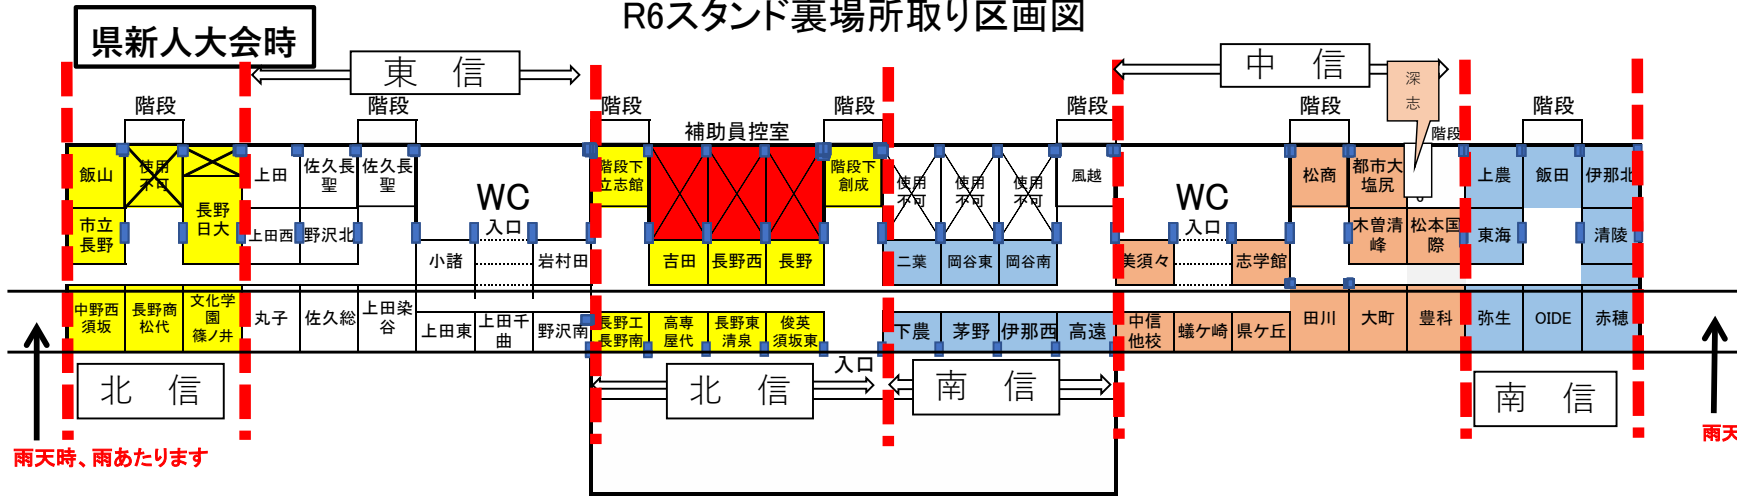 R6スタンド裏場所取り区画図
県新人大会時
東 信
中 信
深
志
階段
階段
階段
階段
階段
階段
階段
階段
補助員控室
飯山
使用
不可
上田
佐久長
聖
佐久長
聖
WC
入口
階段下
立志館
階段下
創成
使用
不可
使用
不可
使用
不可
風越
WC
入口
松商
都市大
塩尻
上農
飯田
伊那北
市立
長野
長野
日大
上田西
野沢北
小諸
岩村田
吉田
長野西
長野
二葉
岡谷東
岡谷南
美須々
志学館
木曽清
峰
松本国
際
東海
清陵
中野西
須坂
長野商
松代
文化学
園
篠ノ井
丸子
佐久総
上田染
谷
上田東
上田千
曲
野沢南
長野工
長野南
高専
屋代
長野東
清泉
俊英
須坂東
下農
茅野
伊那西
高遠
中信
他校
蟻ケ崎
県ケ丘
田川
大町
豊科
弥生
OIDE
赤穂
入口
北 信
北 信
南 信
南 信
雨天時、雨あたります
雨天